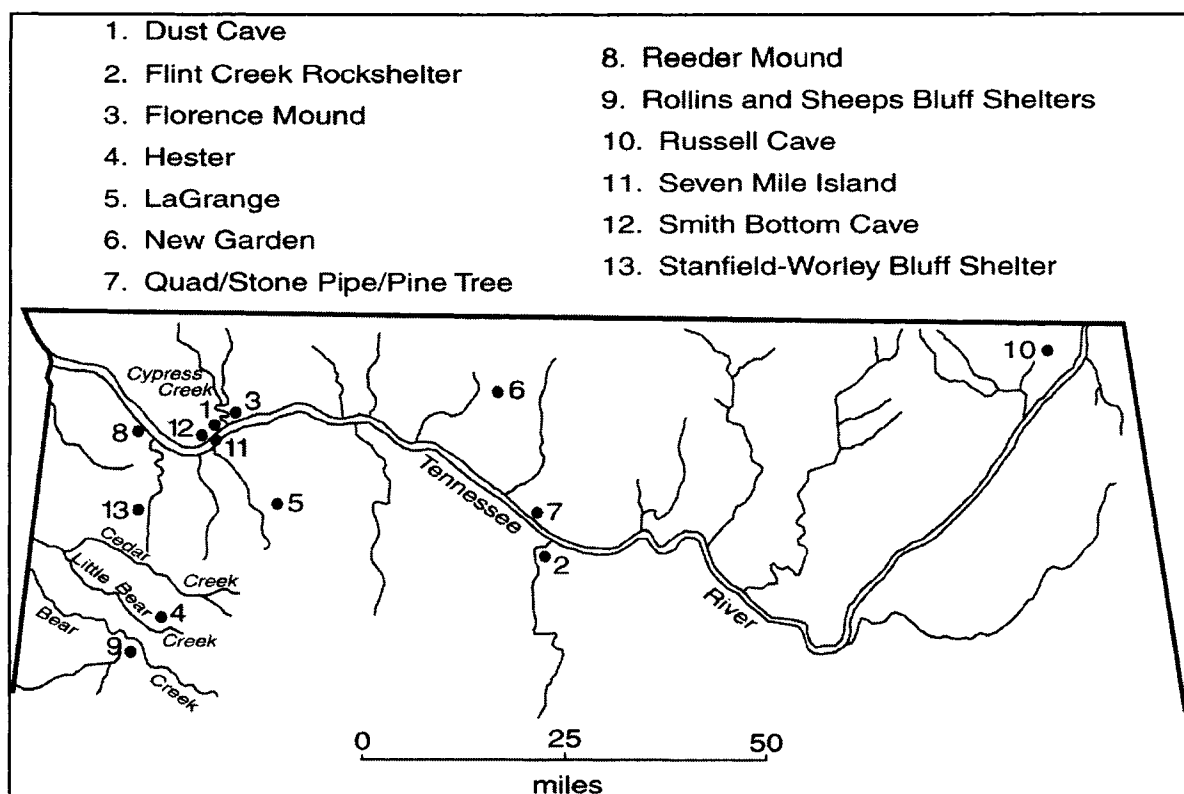 1. Dust Cave
2. Flint Creek Rockshelter
3. Florence Mound
4. Hester
5. LaGrange
6. New Garden
7. Quad/Stone Pipe/Pine Tree
8. Reeder Mound
9. Rollins and Sheeps Bluff Shelters
10. Russell Cave
11. Seven Mile Island
12. Smith Bottom Cave
13. Stanfield-Worley Bluff Shelter
10
Cypress
Creek
6
1
3
8
12
11
Tennessee
5
7
13
2
Cedar
Creek
Little Bear
Creek
4
River
Bear
Creek
9
0
25
50
miles